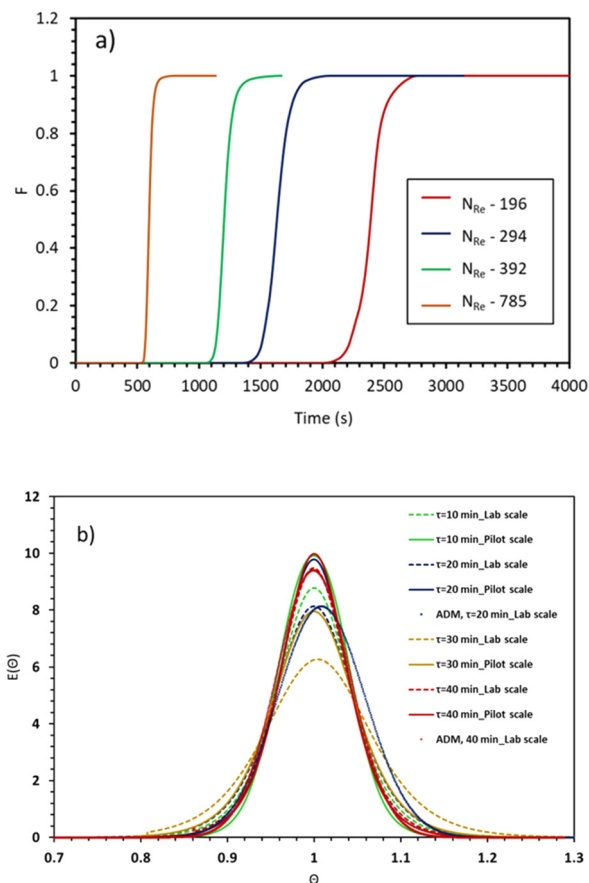 a)
1.2
1
0.8
0.6
0.4
0.2
0
F
0 500 1000 1500 2000 2500 3000 3500 4000
Time (s)
N_Re - 196
N_Re - 294
N_Re - 392
N_Re - 785
b)
12
10
8
6
4
2
0
E(Θ)
0.7 0.8 0.9 1 1.1 1.2 1.3
Θ
τ=10 min_Lab scale
τ=10 min_Pilot scale
τ=20 min_Lab scale
τ=20 min_Pilot scale
ADM, τ=20 min_Lab scale
τ=30 min_Lab scale
τ=30 min_Pilot scale
τ=40 min_Lab scale
τ=40 min_Pilot scale
ADM, 40 min_Lab scale